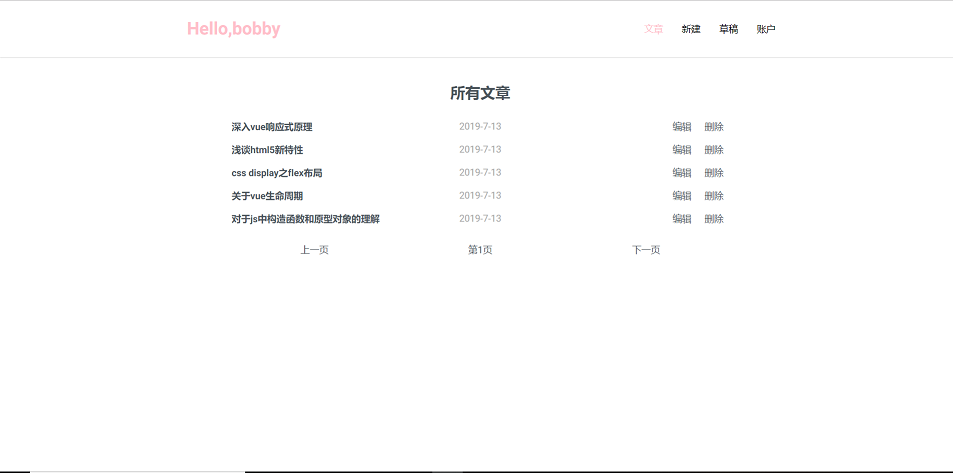 Hello,bobby 文章 新建 草稿 账户
所有文章
深入vue响应式原理 2019-7-13 编辑 删除
浅谈html5新特性 2019-7-13 编辑 删除
css display之flex布局 2019-7-13 编辑 删除
关于vue生命周期 2019-7-13 编辑 删除
对于js中构造函数和原型对象的理解 2019-7-13 编辑 删除
上一页 第1页 下一页